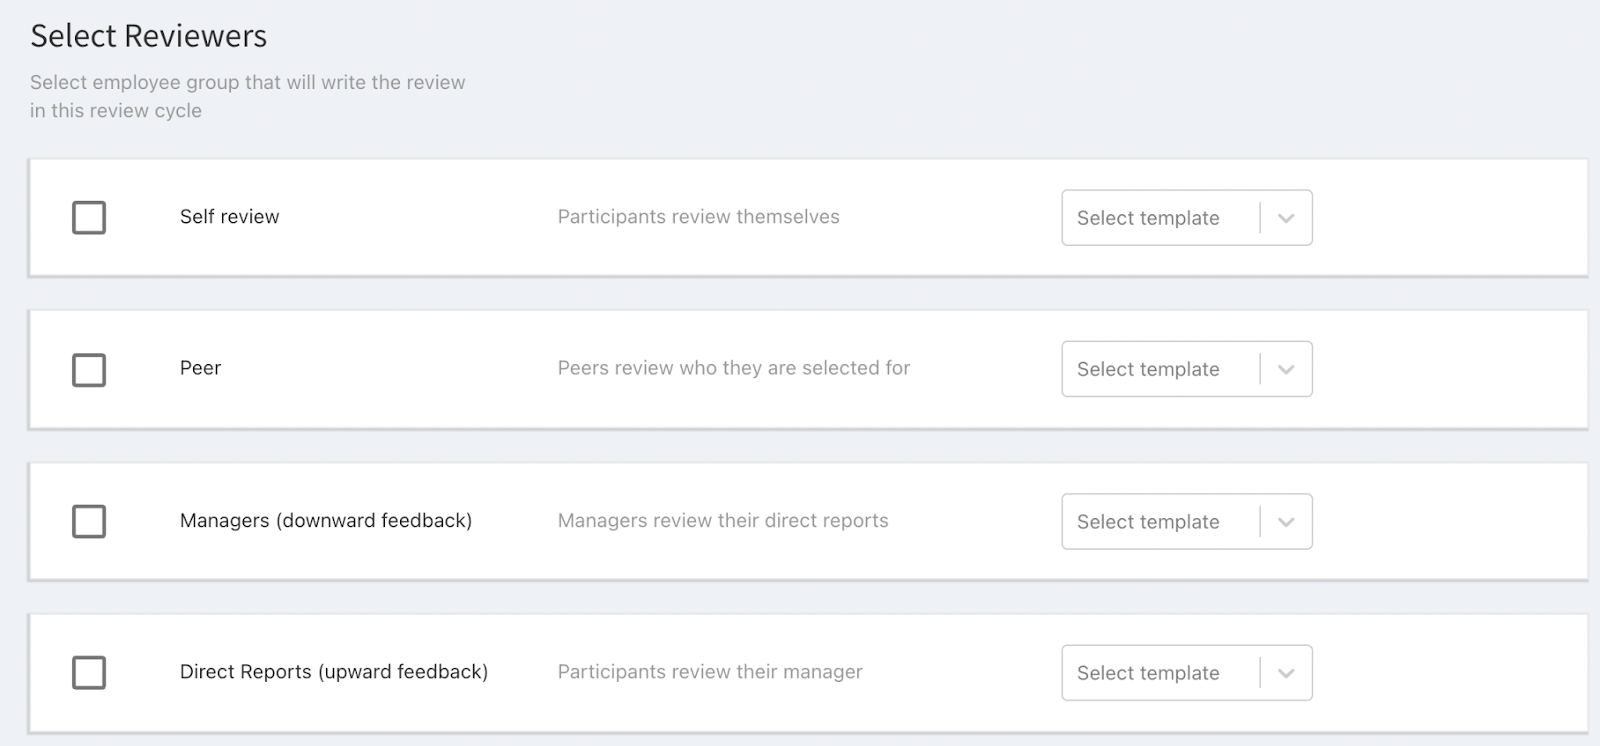 Select Reviewers
Select employee group that will write the review
in this review cycle
Self review
Participants review themselves
Select template
Peer
Peers review who they are selected for
Select template
Managers (downward feedback)
Managers review their direct reports
Select template
Direct Reports (upward feedback)
Participants review their manager
Select template